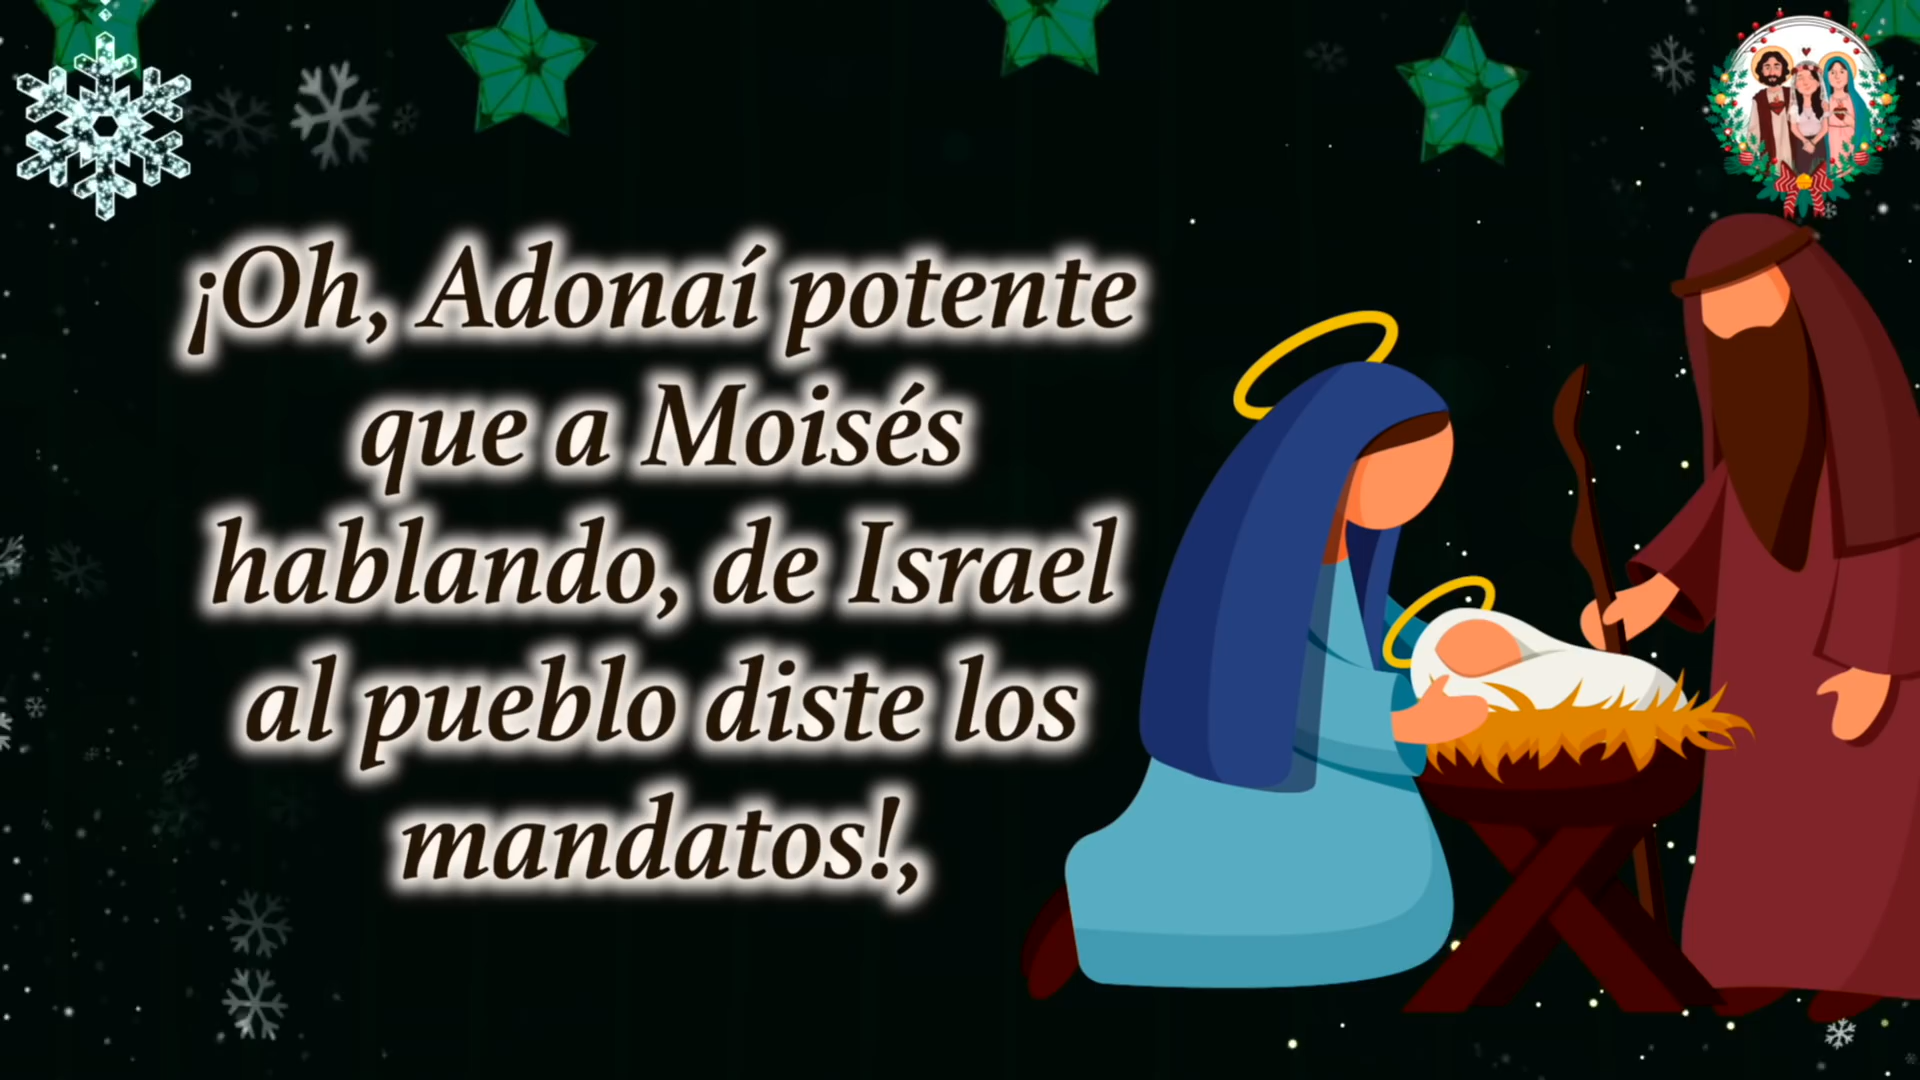 ¡Oh, Adonaí potente
que a Moisés
hablando, de Israel
al pueblo diste los
mandatos!,